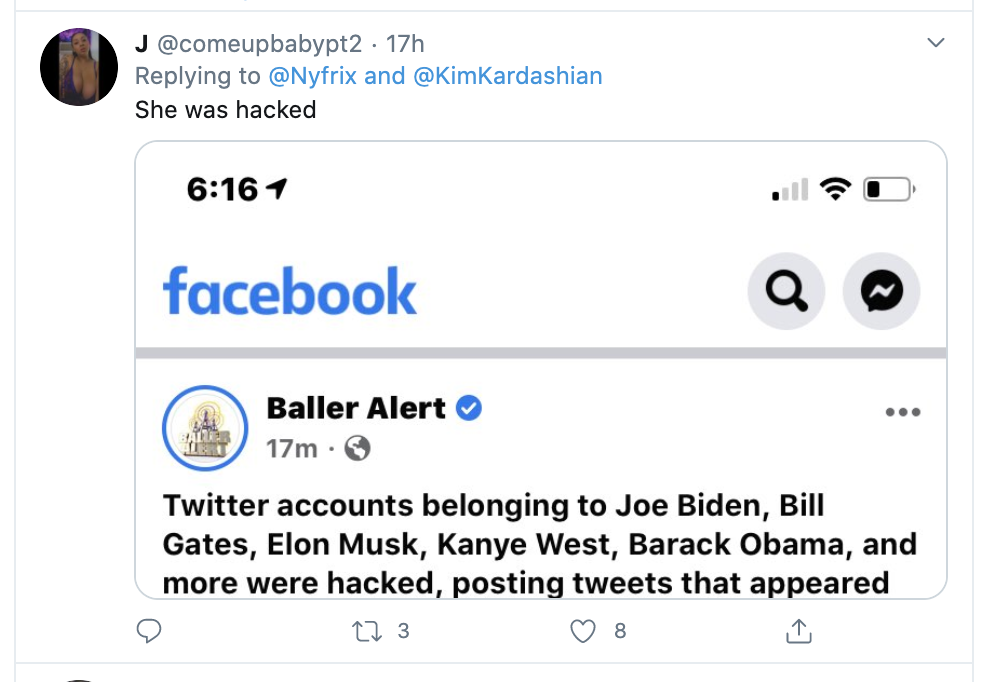 J @comeupbabypt2 · 17h
Replying to @Nyfrix and @KimKardashian
She was hacked
6:16
facebook
BALLER
ALERT
Baller Alert
17m ·
Twitter accounts belonging to Joe Biden, Bill
Gates, Elon Musk, Kanye West, Barack Obama, and
more were hacked, posting tweets that appeared
3 8